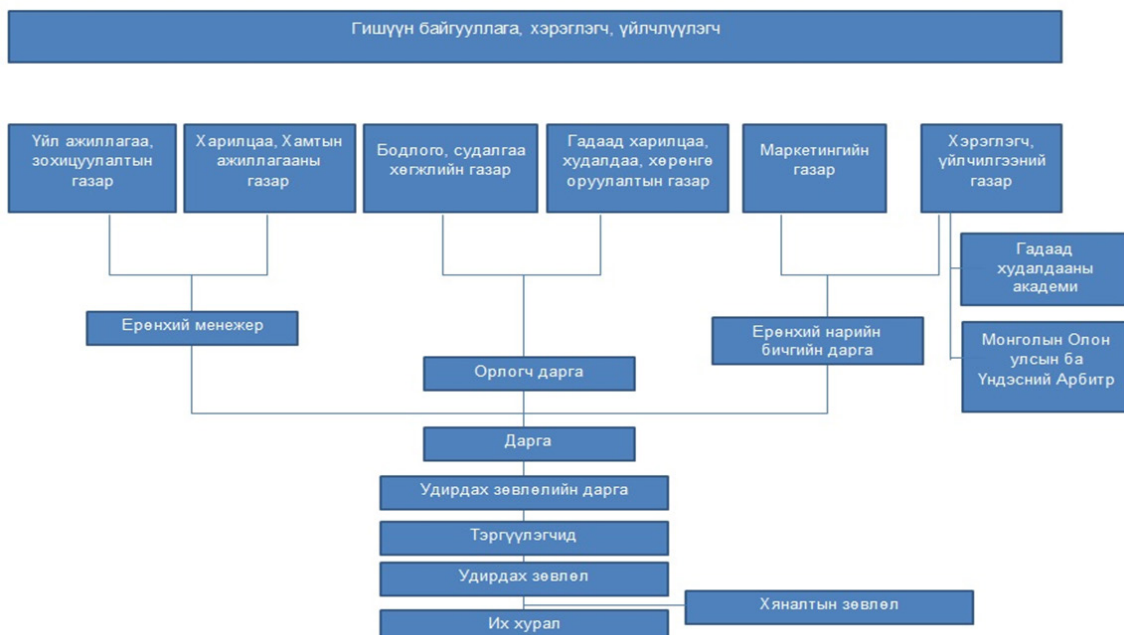 Гишүүн байгууллага, хэрэглэгч, үйлчлүүлэгч
Үйл ажиллагаа,
зохицуулалтын
газар
Харилцаа, Хамтын
ажиллагааны
газар
Бодлого, судалгаа
хөгжлийн газар
Гадаад харилцаа,
худалдаа, хөрөнгө
оруулалтын газар
Маркетингийн
газар
Хэрэглэгч,
үйлчилгээний
газар
Гадаад
худалдааны
академи
Ерөнхий менежер
Ерөнхий нарийн
бичгийн дарга
Монголын Олон
улсын ба
Үндэсний Арбитр
Орлогч дарга
Дарга
Удирдах зөвлөлийн дарга
Тэргүүлэгчид
Удирдах зөвлөл
Хяналтын зөвлөл
Их хурал